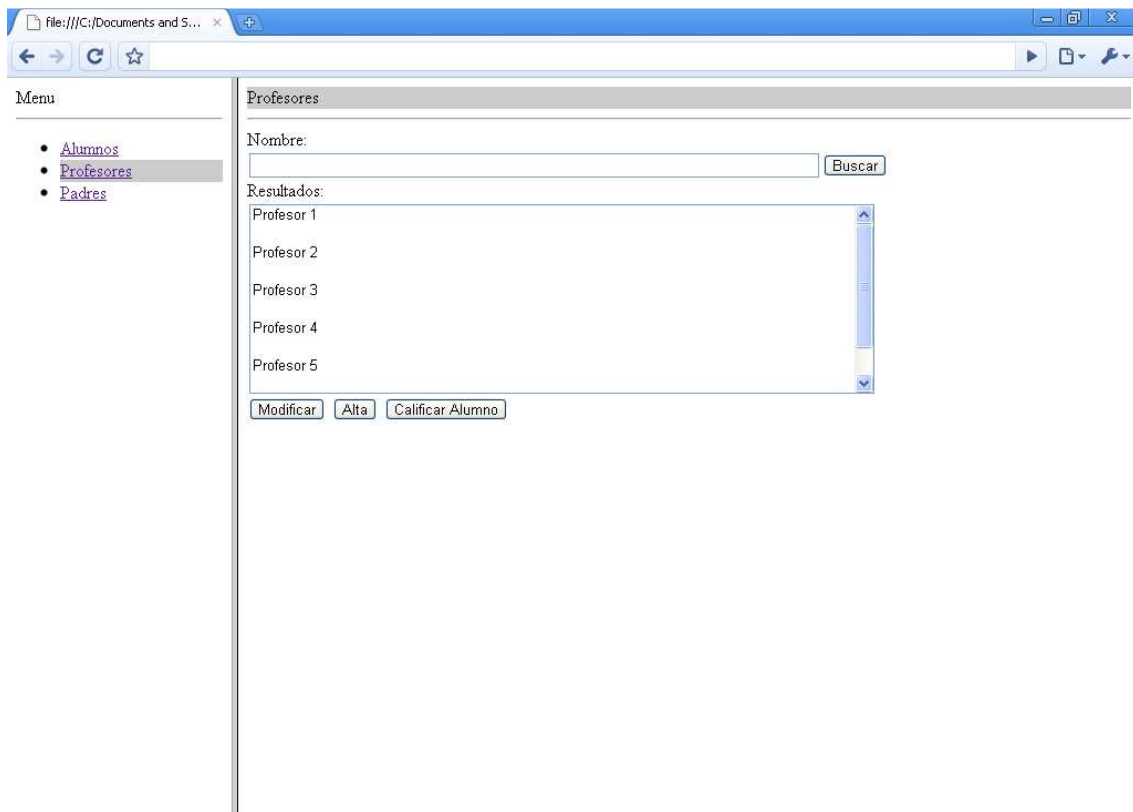 file:///C:/Documents and S...
Menu
Alumnos
Profesores
Padres
Profesores
Nombre:
Buscar
Resultados:
Profesor 1
Profesor 2
Profesor 3
Profesor 4
Profesor 5
Modificar Alta Calificar Alumno